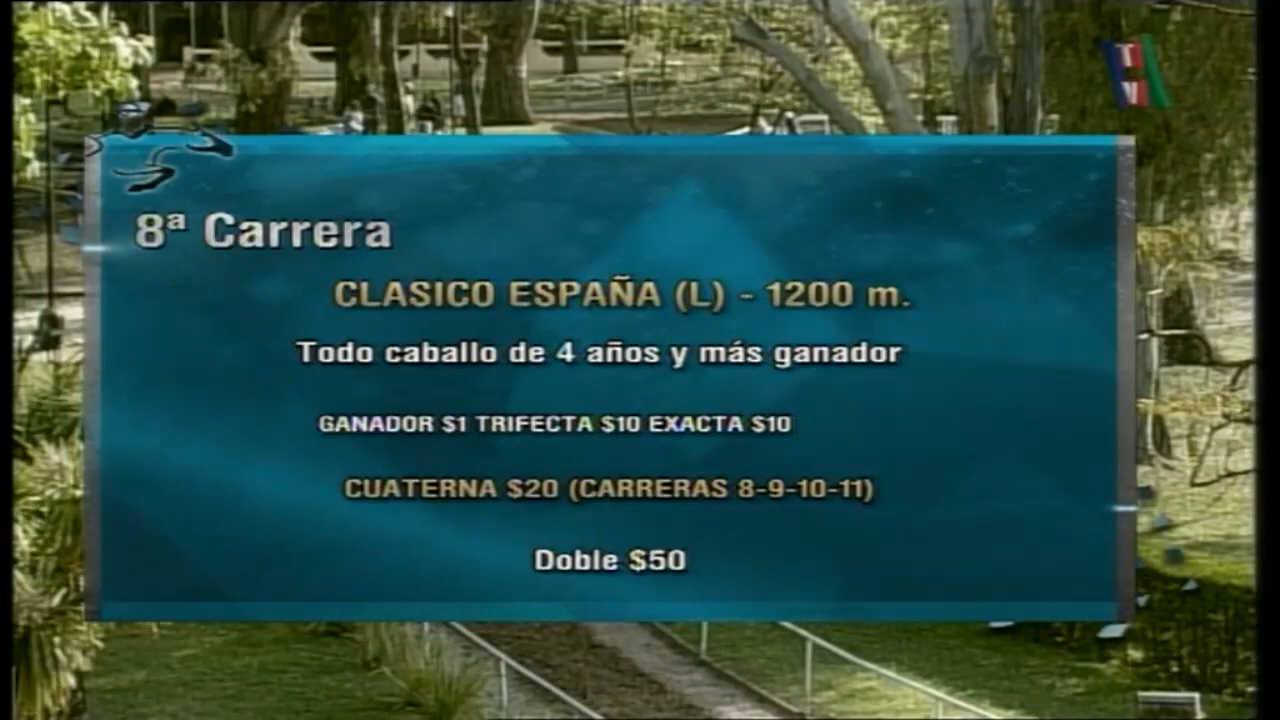 8ª Carrera
CLASICO ESPAÑA (L) - 1200 m.
Todo caballo de 4 años y más ganador
GANADOR $1 TRIFECTA $10 EXACTA $10
CUATERNA $20 (CARRERAS 8-9-10-11)
Doble $50